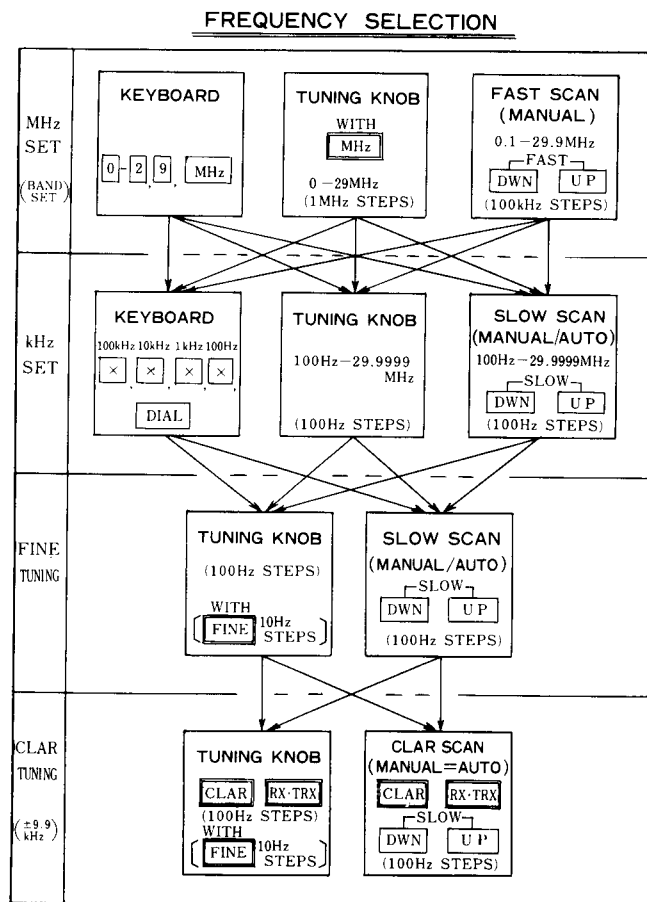 FREQUENCY SELECTION
MHz
SET
(BAND
SET)
KEYBOARD
0 - 2 , 9 , MHz
TUNING KNOB
WITH
MHz
0-29MHz
(1MHz STEPS)
FAST SCAN
(MANUAL)
0.1-29.9MHz
FAST
DWN UP
(100kHz STEPS)
kHz
SET
KEYBOARD
100kHz 10kHz 1kHz 100Hz
× , × , × , × ,
DIAL
TUNING KNOB
100Hz-29.9999
MHz
(100Hz STEPS)
SLOW SCAN
(MANUAL/AUTO)
100Hz-29.9999MHz
SLOW
DWN UP
(100Hz STEPS)
FINE
TUNING
TUNING KNOB
(100Hz STEPS)
WITH
(FINE 10Hz
STEPS)
SLOW SCAN
(MANUAL/AUTO)
SLOW
DWN UP
(100Hz STEPS)
CLAR
TUNING
(±9.9
kHz)
TUNING KNOB
CLAR RX·TRX
(100Hz STEPS)
WITH
(FINE 10Hz
STEPS)
CLAR SCAN
(MANUAL=AUTO)
CLAR RX·TRX
SLOW
DWN UP
(100Hz STEPS)